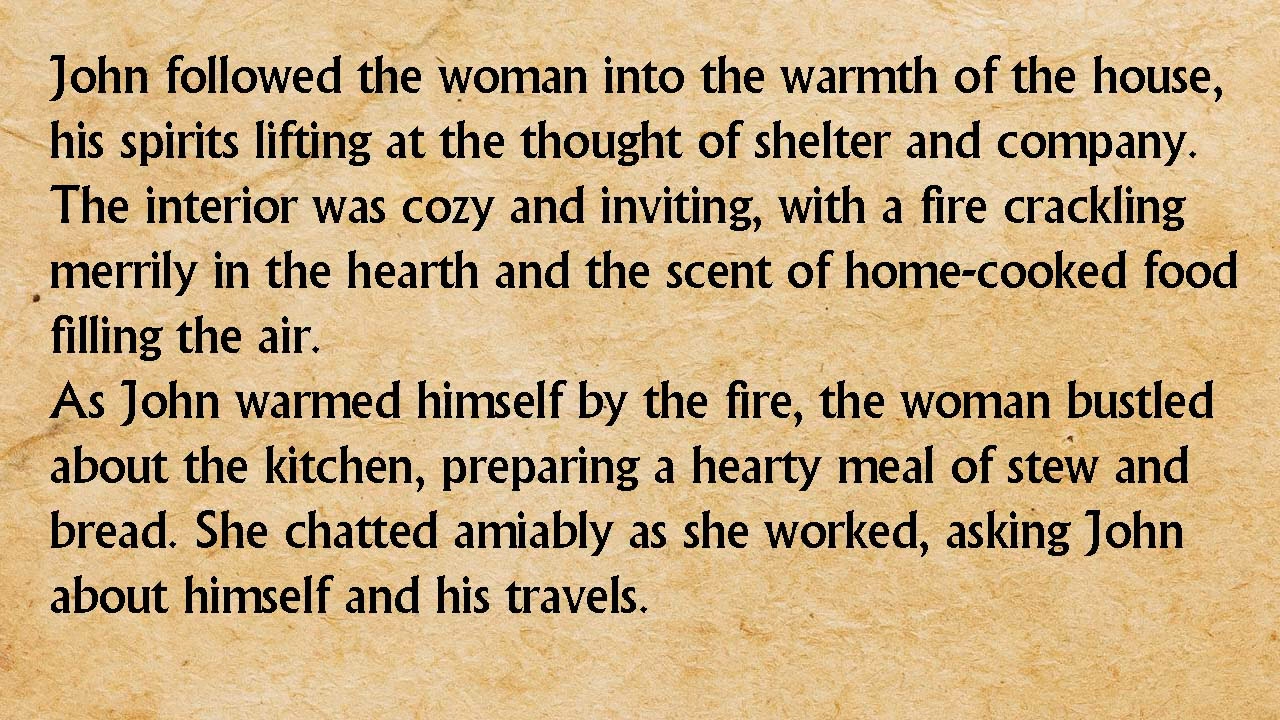 John followed the woman into the warmth of the house,
his spirits lifting at the thought of shelter and company.
The interior was cozy and inviting, with a fire crackling
merrily in the hearth and the scent of home-cooked food
filling the air.
As John warmed himself by the fire, the woman bustled
about the kitchen, preparing a hearty meal of stew and
bread. She chatted amiably as she worked, asking John
about himself and his travels.